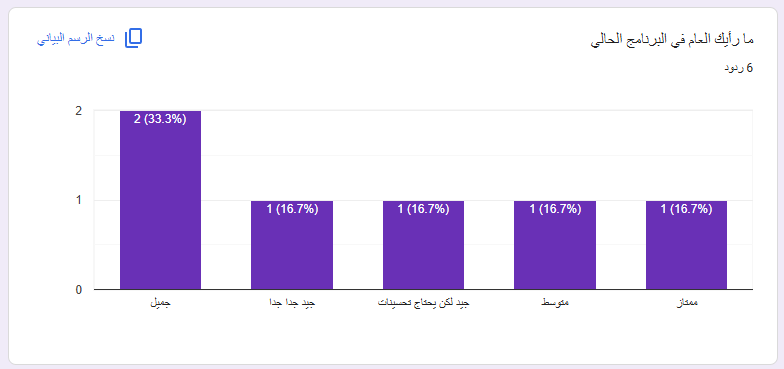 ما رأيك العام في البرنامج الحالي
نسخ الرسم البياني
6 ردود
2
1
0
2 (33.3%)
1 (16.7%)
1 (16.7%)
1 (16.7%)
1 (16.7%)
جميل
جيد جدا جدا
جيد لكن يحتاج تحسينات
متوسط
ممتاز